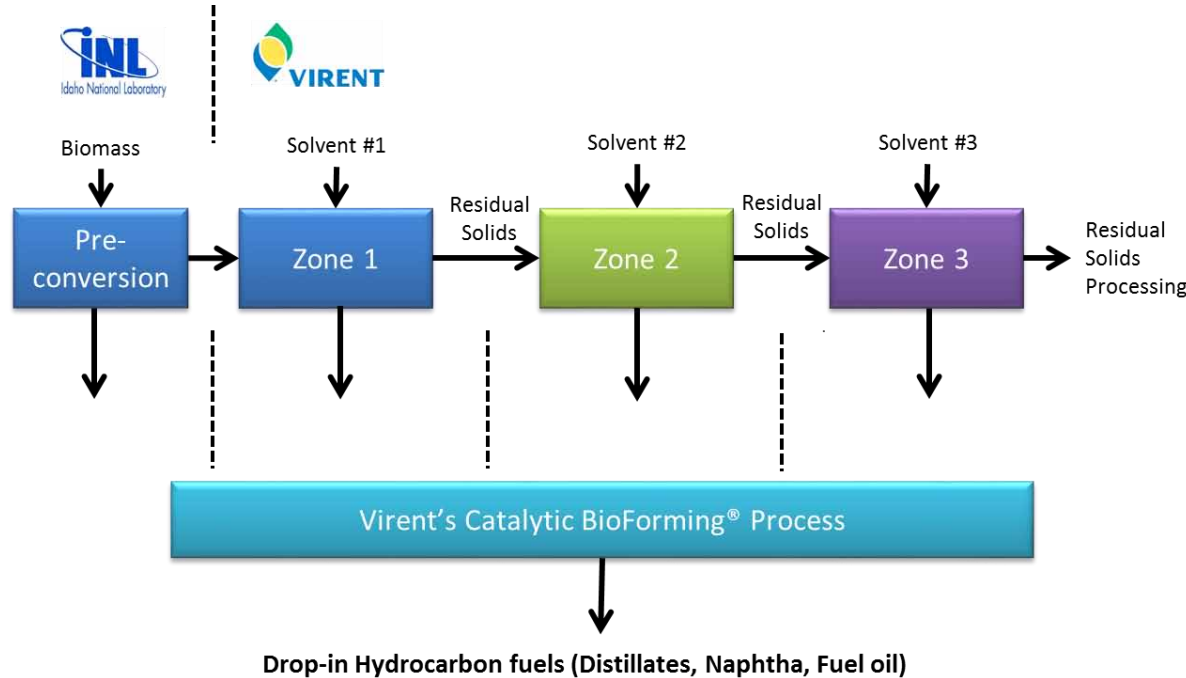 INL
Idaho National Laboratory
VIRENT
Biomass
Solvent #1
Solvent #2
Solvent #3
Pre-
conversion
Zone 1
Residual
Solids
Zone 2
Residual
Solids
Zone 3
Residual
Solids
Processing
Virent's Catalytic BioForming® Process
Drop-in Hydrocarbon fuels (Distillates, Naphtha, Fuel oil)